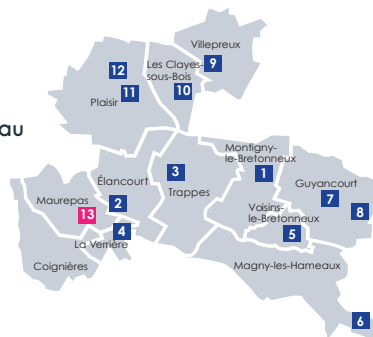 Villepreux
9
Les Clayes-
sous-Bois
10
12
11
Plaisir
au
Montigny-
le-Bretonneux
1
3
Trappes
Élancourt
2
Guyancourt
7
8
Maurepas
13
Voisins-
le-Bretonneux
5
4
La Verrière
Coignières
Magny-les-Hameaux
6